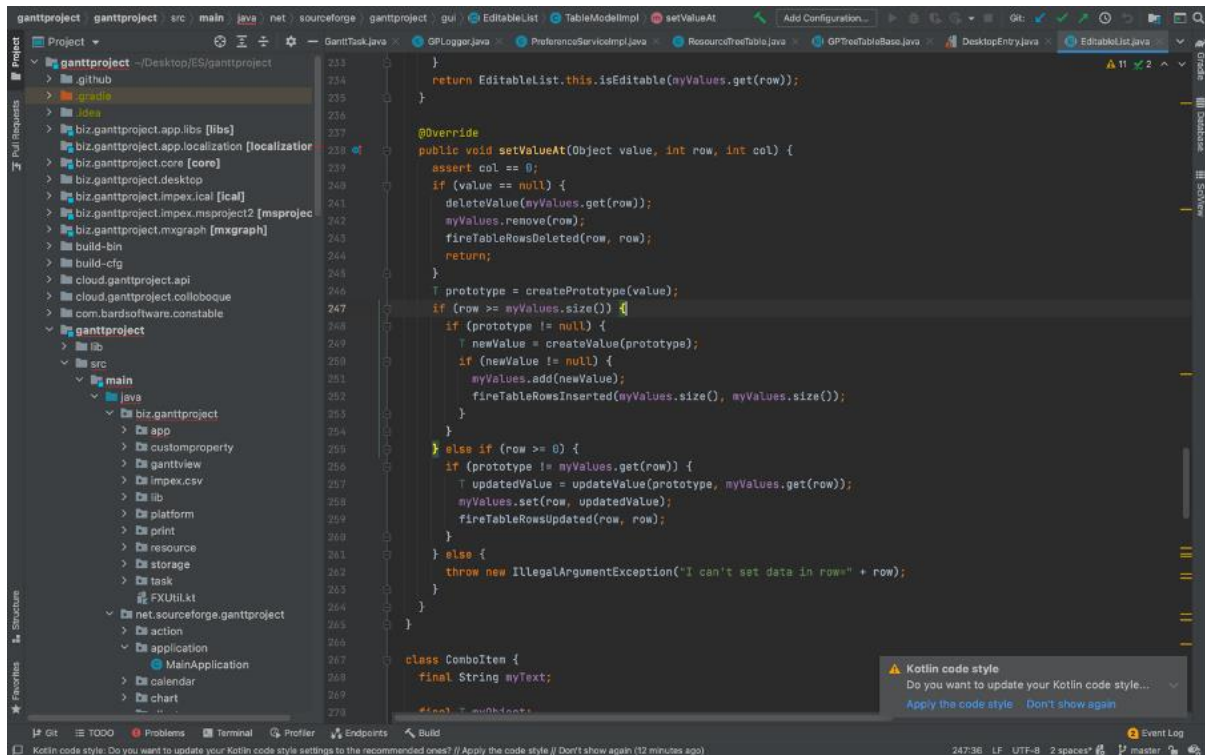 ganttproject ganttproject src main java net sourceforge ganttproject gui EditableList TableModelImpl setValueAt Add Configuration... Git:
Project GanttTask.java GPLogger.java PreferenceServiceImpl.java ResourceTreeTable.java GPTreeTableBase.java DesktopEntry.java EditableList.java
Project
Pull Requests
Structure
Favorites
ganttproject ~/Desktop/ES/ganttproject
.github
.gradle
.idea
biz.ganttproject.app.libs [libs]
biz.ganttproject.app.localization [localization
biz.ganttproject.core [core]
biz.ganttproject.desktop
biz.ganttproject.impex.ical [ical]
biz.ganttproject.impex.msproject2 [msprojec
biz.ganttproject.mxgraph [mxgraph]
build-bin
build-cfg
cloud.ganttproject.api
cloud.ganttproject.colloboque
com.bardsoftware.constable
ganttproject
lib
src
main
java
biz.ganttproject
app
customproperty
ganttview
impex.csv
lib
platform
print
resource
storage
task
FXUtil.kt
net.sourceforge.ganttproject
action
application
MainApplication
calendar
chart
233 }
234 return EditableList.this.isEditable(myValues.get(row));
235 }
236
237 @Override
238 public void setValueAt(Object value, int row, int col) {
239 assert col == 0;
240 if (value == null) {
241 deleteValue(myValues.get(row));
242 myValues.remove(row);
243 fireTableRowsDeleted(row, row);
244 return;
245 }
246 T prototype = createPrototype(value);
247 if (row >= myValues.size()) {
248 if (prototype != null) {
249 T newValue = createValue(prototype);
250 if (newValue != null) {
251 myValues.add(newValue);
252 fireTableRowsInserted(myValues.size(), myValues.size());
253 }
254 }
255 } else if (row >= 0) {
256 if (prototype != myValues.get(row)) {
257 T updatedValue = updateValue(prototype, myValues.get(row));
258 myValues.set(row, updatedValue);
259 fireTableRowsUpdated(row, row);
260 }
261 } else {
262 throw new IllegalArgumentException("I can't set data in row=" + row);
263 }
264 }
265 }
266
267 class ComboItem {
268 final String myText;
269
270 final T myObject;
11 2
Gradle
Database
SciView
Kotlin code style
Do you want to update your Kotlin code style...
Apply the code style Don't show again
Git TODO Problems Terminal Profiler Endpoints Build 2 Event Log
Kotlin code style: Do you want to update your Kotlin code style settings to the recommended ones? // Apply the code style // Don't show again (12 minutes ago) 247:36 LF UTF-8 2 spaces* master